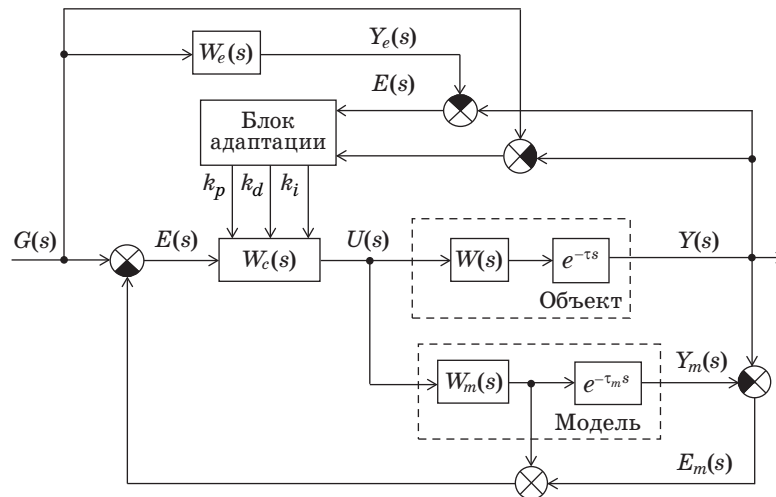 W_e(s)
Y_e(s)
E(s)
Блок
адаптации
k_p
k_d
k_i
G(s)
E(s)
W_c(s)
U(s)
W(s)
e^{-τs}
Y(s)
Объект
W_m(s)
e^{-τ_m s}
Y_m(s)
Модель
E_m(s)